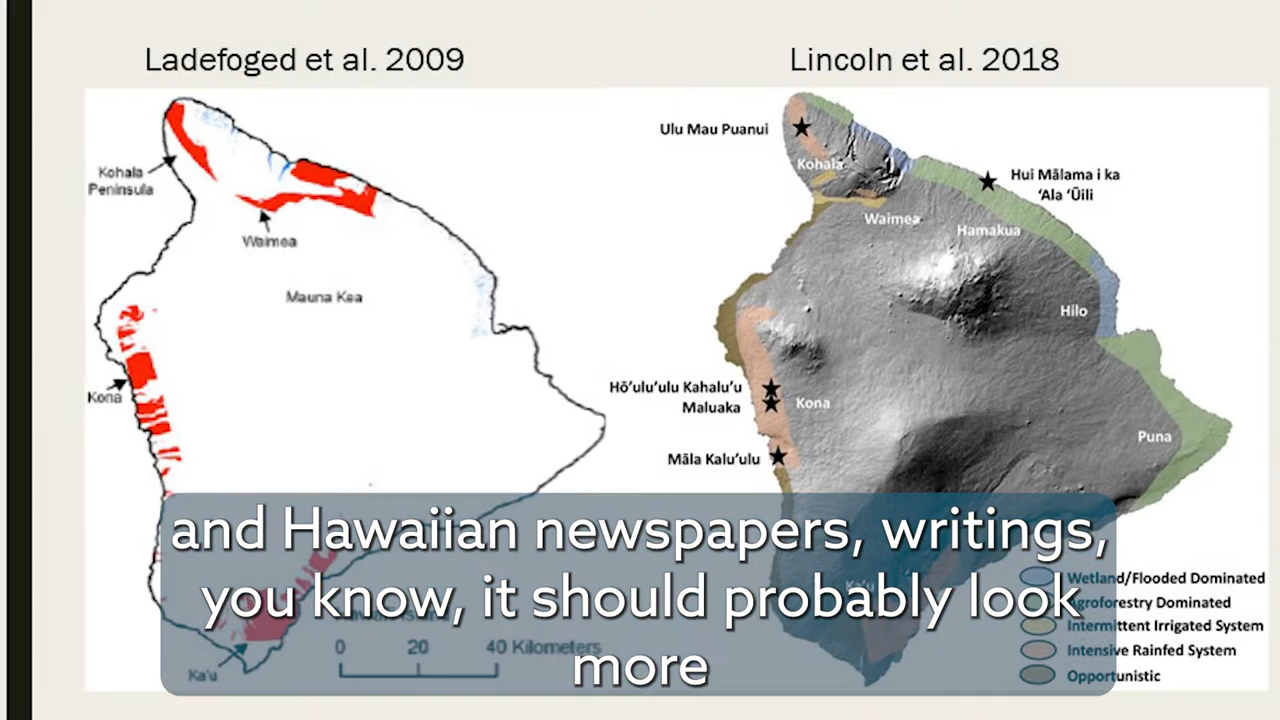 Ladefoged et al. 2009
Lincoln et al. 2018
Kohala
Peninsula
Waimea
Mauna Kea
Kona
Ka'u
0 20 40 Kilometers
Ulu Mau Puanui
Kohala
Waimea
Hamakua
Hui Mālama i ka
ʻAla ʻŪili
Hilo
Hōʻuluʻulu Kahaluʻu
Maluaka
Kona
Māla Kaluʻulu
Puna
Kaʻu
Wetland/Flooded Dominated
Agroforestry Dominated
Intermittent Irrigated System
Intensive Rainfed System
Opportunistic
and Hawaiian newspapers, writings,
you know, it should probably look
more